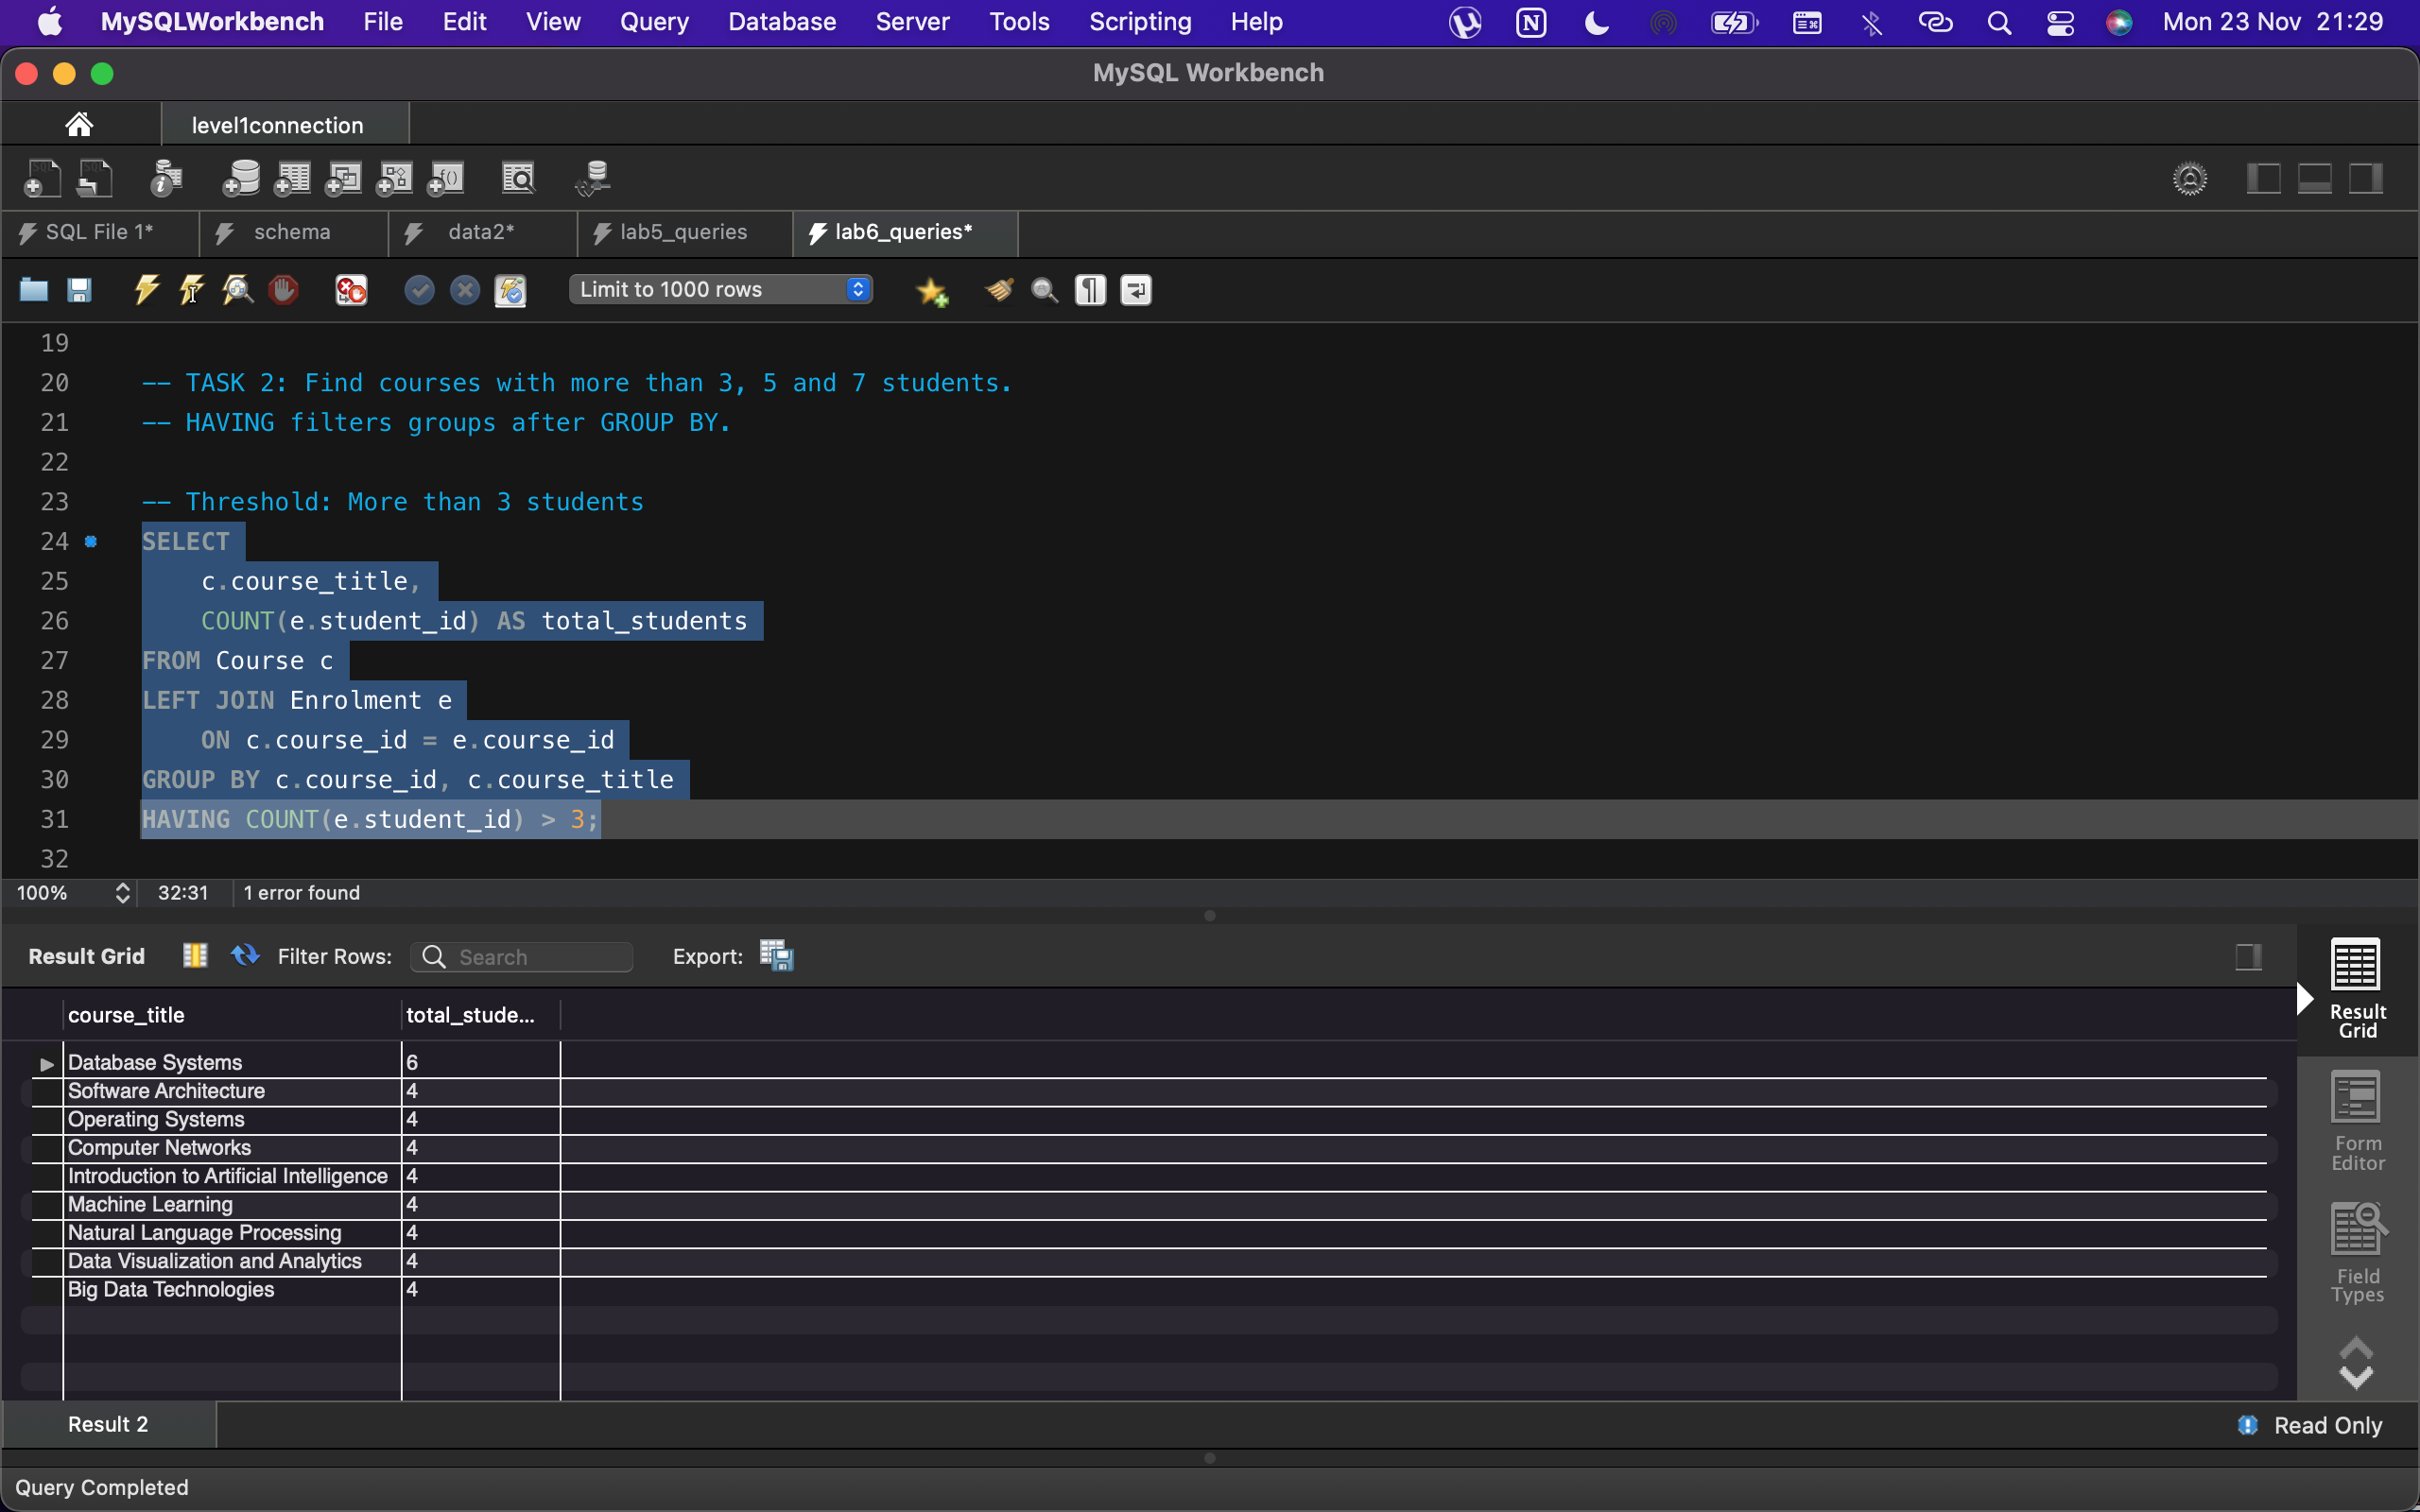 MySQLWorkbench File Edit View Query Database Server Tools Scripting Help Mon 23 Nov 21:29
MySQL Workbench
level1connection
SQL File 1* schema data2* lab5_queries lab6_queries*
Limit to 1000 rows
19
20 -- TASK 2: Find courses with more than 3, 5 and 7 students.
21 -- HAVING filters groups after GROUP BY.
22
23 -- Threshold: More than 3 students
24 SELECT
25 c.course_title,
26 COUNT(e.student_id) AS total_students
27 FROM Course c
28 LEFT JOIN Enrolment e
29 ON c.course_id = e.course_id
30 GROUP BY c.course_id, c.course_title
31 HAVING COUNT(e.student_id) > 3;
32
100% 32:31 1 error found
Result Grid Filter Rows: Search Export:
course_title total_stude...
Database Systems 6
Software Architecture 4
Operating Systems 4
Computer Networks 4
Introduction to Artificial Intelligence 4
Machine Learning 4
Natural Language Processing 4
Data Visualization and Analytics 4
Big Data Technologies 4
Result
Grid
Form
Editor
Field
Types
Result 2 Read Only
Query Completed